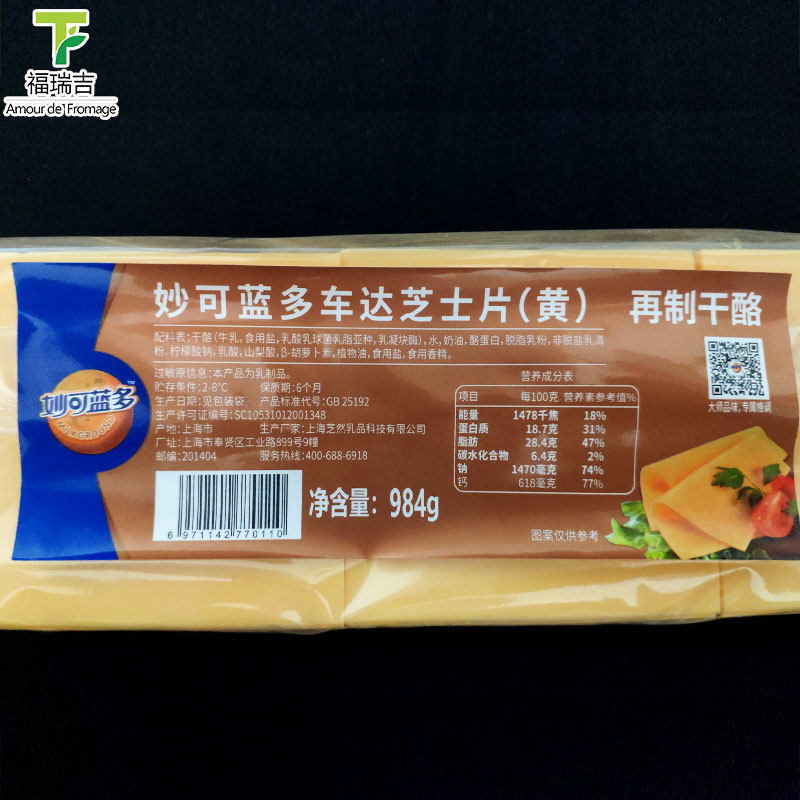 福瑞吉
Amour de Fromage
妙可蓝多车达芝士片(黄) 再制干酪
配料表:干酪(牛乳,食用盐,乳酸乳球菌乳脂亚种,乳凝块酶),水,奶油,酪蛋白,脱脂乳粉,非脱盐乳清
粉,柠檬酸钠,乳酸,山梨酸,β-胡萝卜素,植物油,食用盐,食用香精。
过敏原信息:本产品为乳制品。
贮存条件:2-8℃ 保质期:6个月
生产日期:见包装袋 产品标准代号:GB 25192
生产许可证编号:SC10531012001348
产地:上海市 生产厂家:上海芝然乳品科技有限公司
厂址:上海市奉贤区工业路899号9幢
邮编:201404 服务热线:400-688-6918
营养成分表
项目 每100克 营养素参考值%
能量 1478千焦 18%
蛋白质 18.7克 31%
脂肪 28.4克 47%
碳水化合物 6.4克 2%
钠 1470毫克 74%
钙 618毫克 77%
大师品味,专属格调
妙可蓝多
MILKGROUND
TM
净含量: 984g
6 971142 770110
图案仅供参考